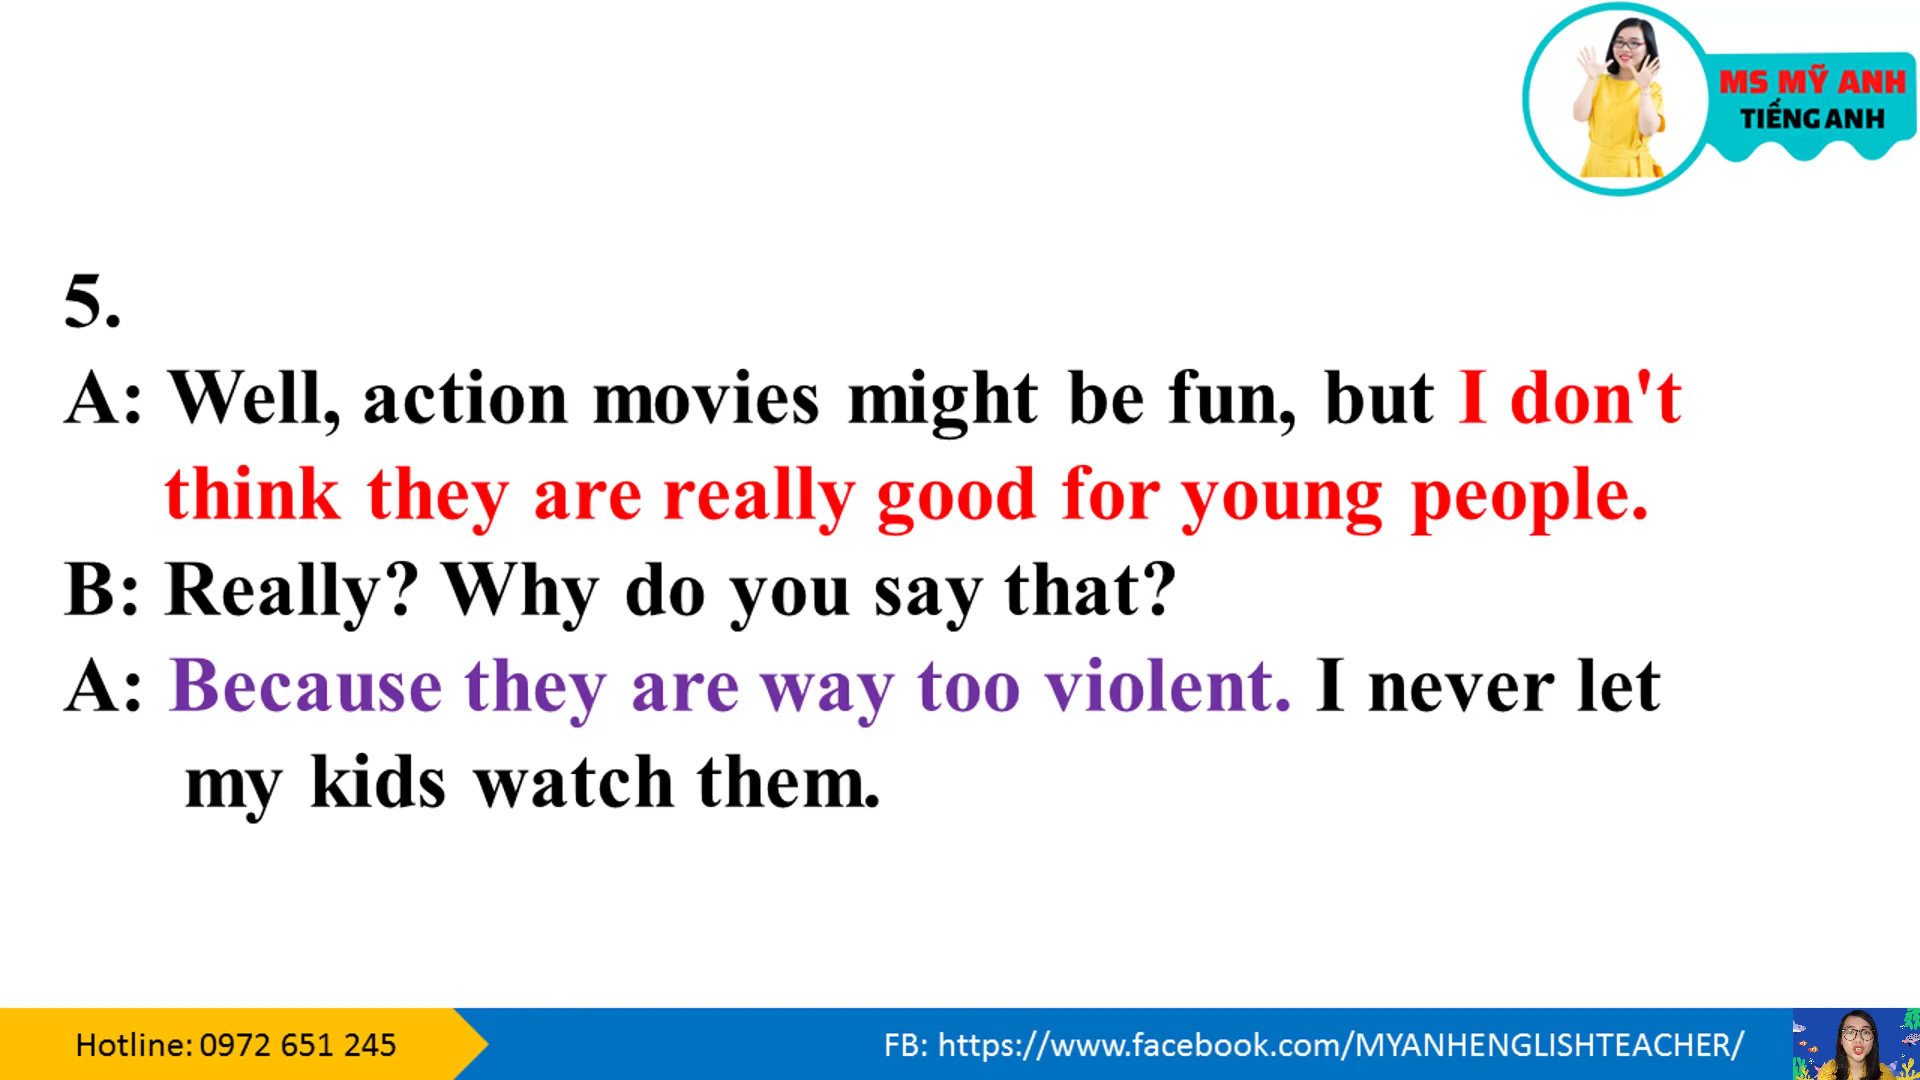 MS MỸ ANH
TIẾNG ANH
5.
A: Well, action movies might be fun, but I don't
think they are really good for young people.
B: Really? Why do you say that?
A: Because they are way too violent. I never let
my kids watch them.
Hotline: 0972 651 245
FB: https://www.facebook.com/MYANHENGLISHTEACHER/